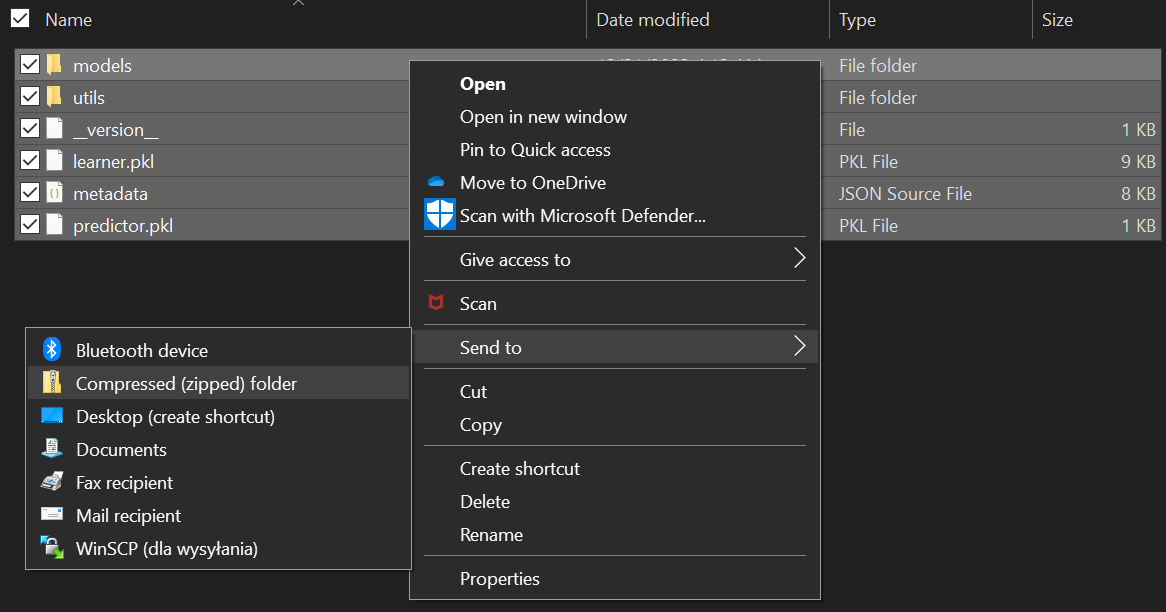 Name Date modified Type Size
models File folder
utils File folder
__version__ File 1 KB
learner.pkl PKL File 9 KB
metadata JSON Source File 8 KB
predictor.pkl PKL File 1 KB
Open
Open in new window
Pin to Quick access
Move to OneDrive
Scan with Microsoft Defender...
Give access to
Scan
Send to
Cut
Copy
Create shortcut
Delete
Rename
Properties
Bluetooth device
Compressed (zipped) folder
Desktop (create shortcut)
Documents
Fax recipient
Mail recipient
WinSCP (dla wysyłania)